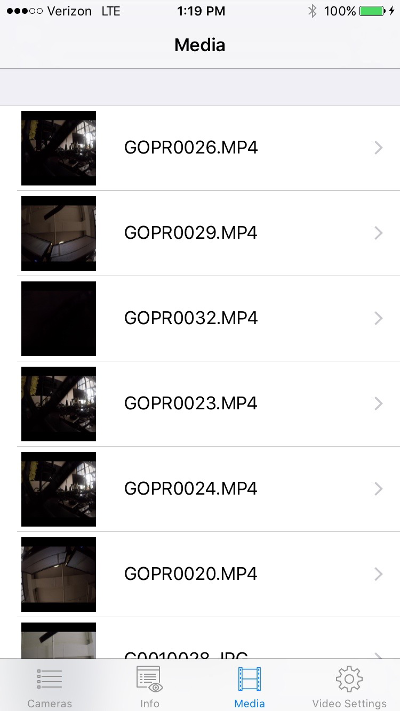 Verizon LTE 1:19 PM 100%
Media
GOPR0026.MP4
GOPR0029.MP4
GOPR0032.MP4
GOPR0023.MP4
GOPR0024.MP4
GOPR0020.MP4
G0010028.JPG
Cameras Info Media Video Settings